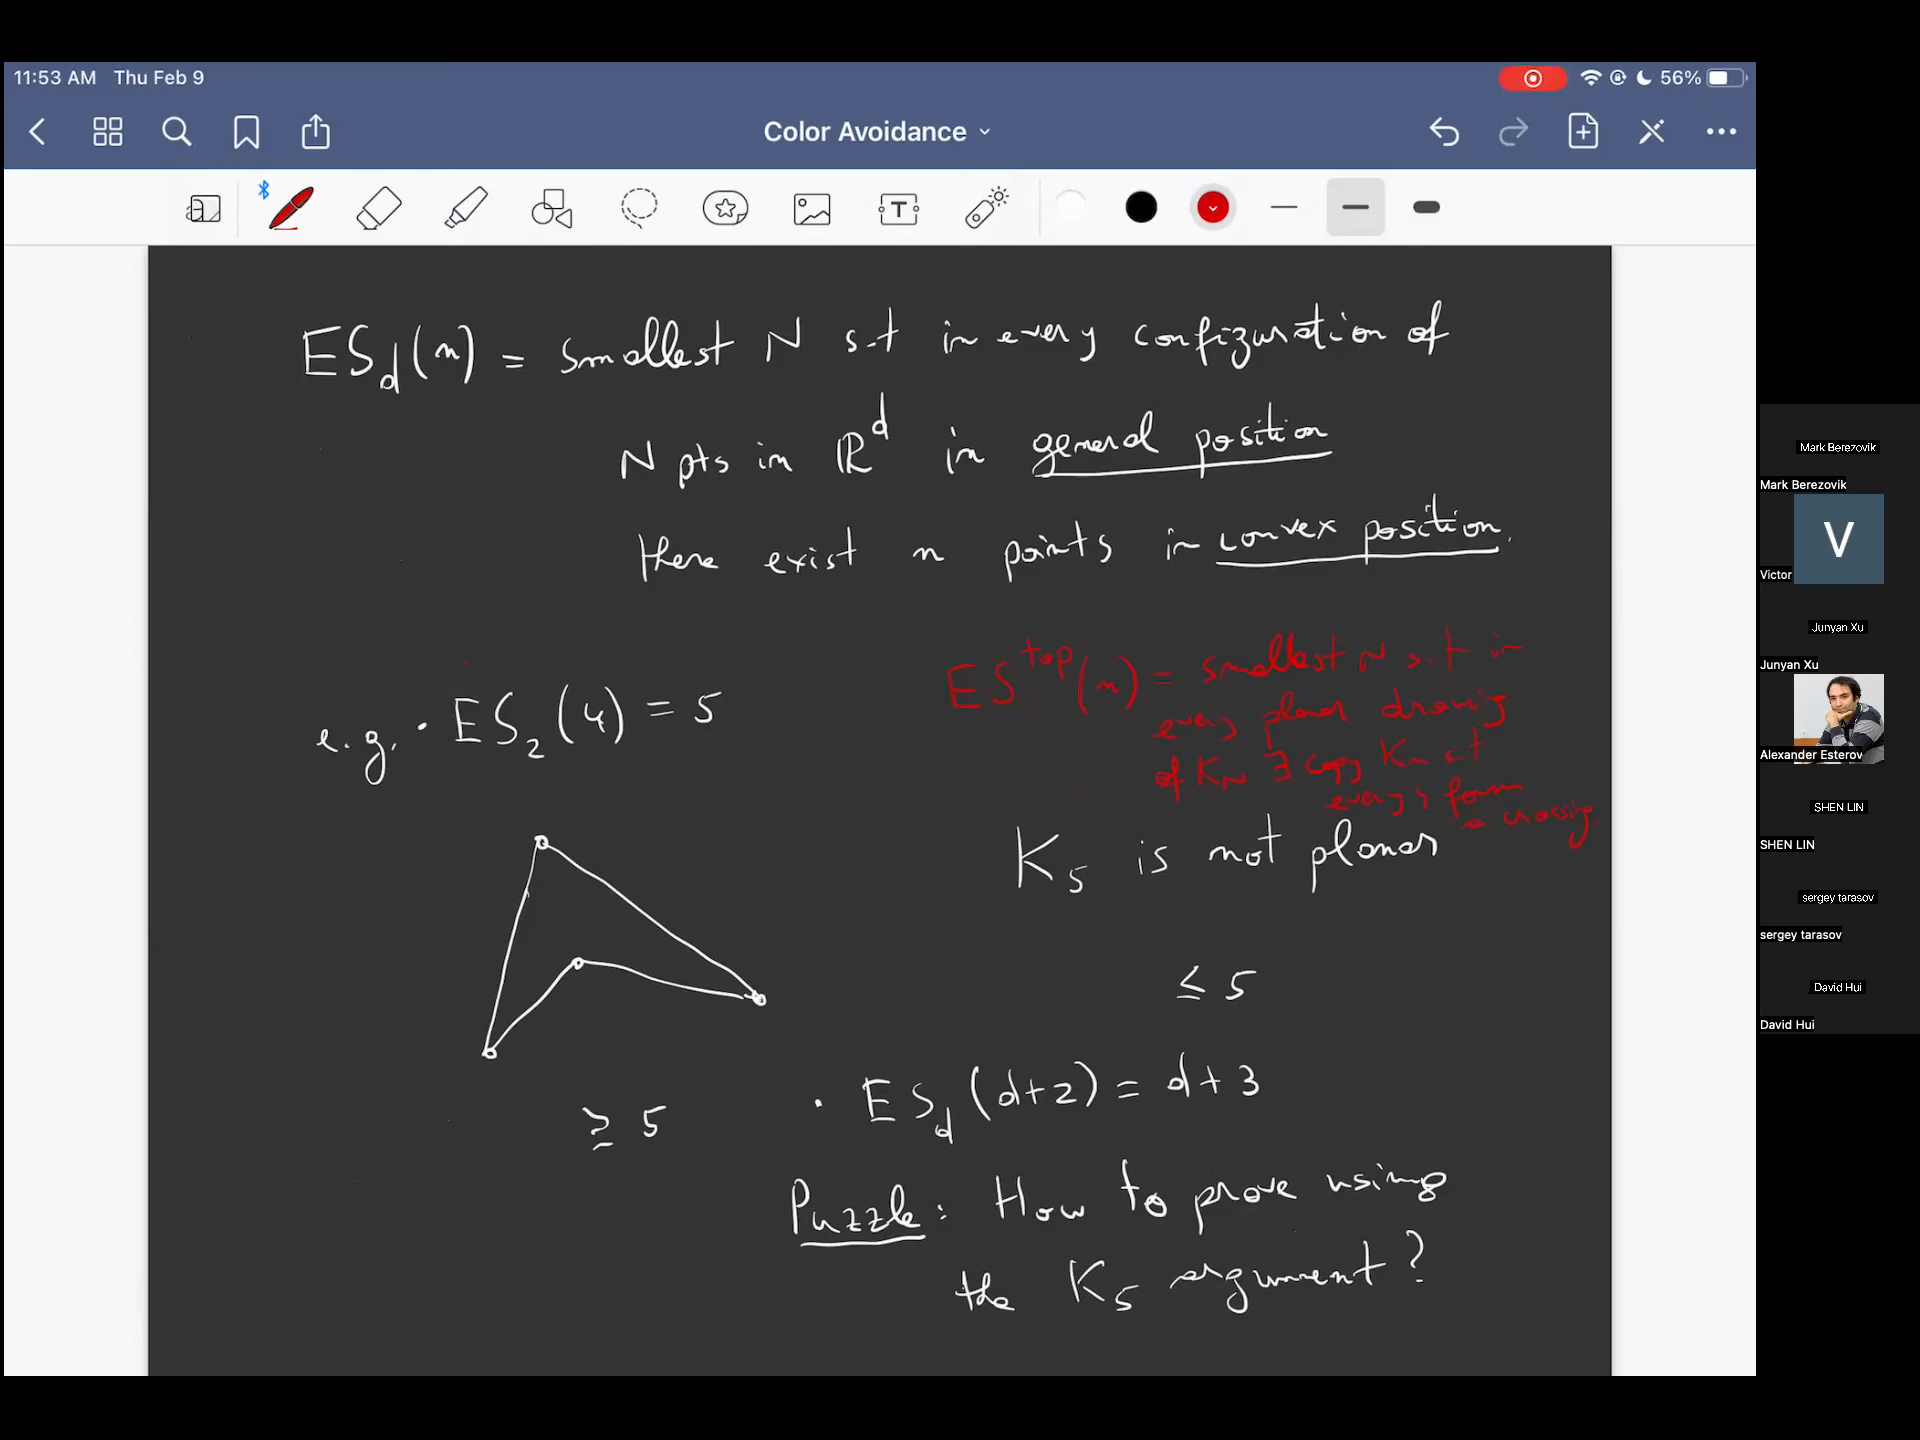 11:53 AM Thu Feb 9
56%
Color Avoidance
ES_d(n) = smallest N s.t in every configuration of
N pts in ℝ^d in general position
there exist n points in convex position.
ES^top(n) = smallest N s.t in
every planar drawing
of K_N ∃ copy K_n s.t
every 4 form
a crossing.
e.g. · ES_2(4) = 5
K_5 is not planar
≤ 5
≥ 5
· ES_d(d+2) = d+3
Puzzle: How to prove using
the K_5 argument?
Mark Berezovik
Mark Berezovik
V
Victor
Junyan Xu
Junyan Xu
Alexander Esterov
SHEN LIN
SHEN LIN
sergey tarasov
sergey tarasov
David Hui
David Hui